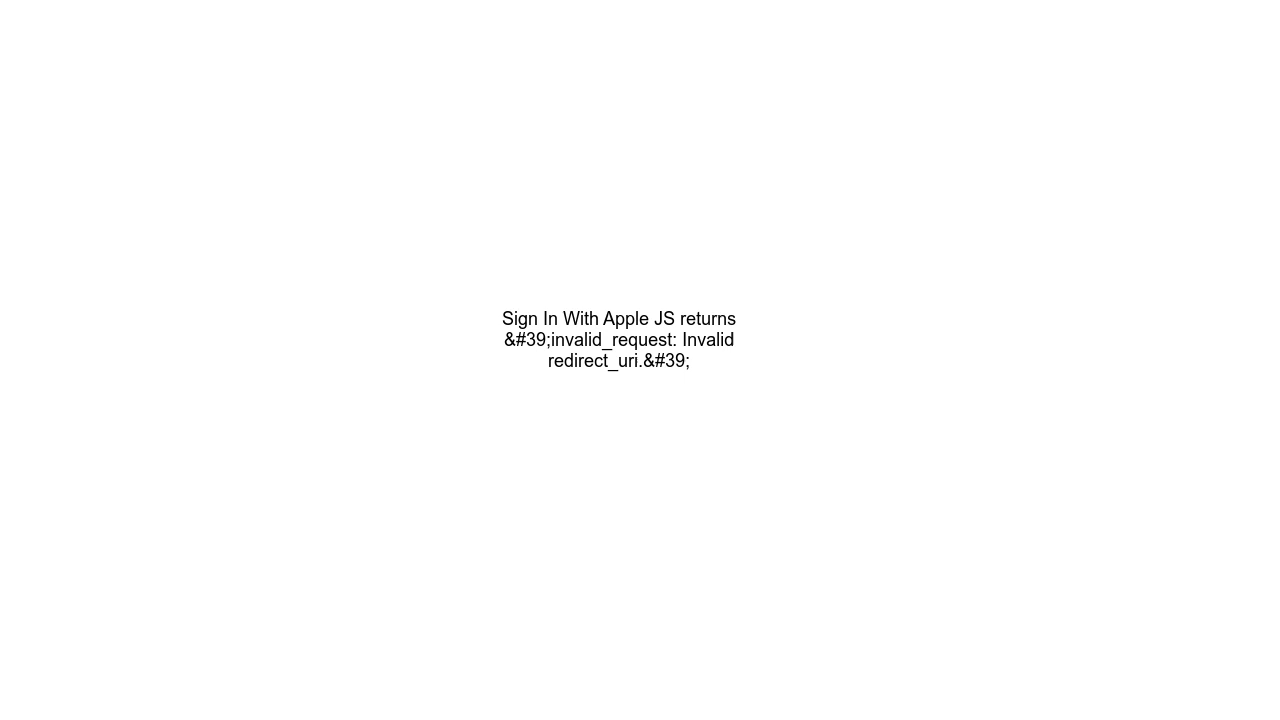 Sign In With Apple JS returns
&#39;invalid_request: Invalid
redirect_uri.&#39;